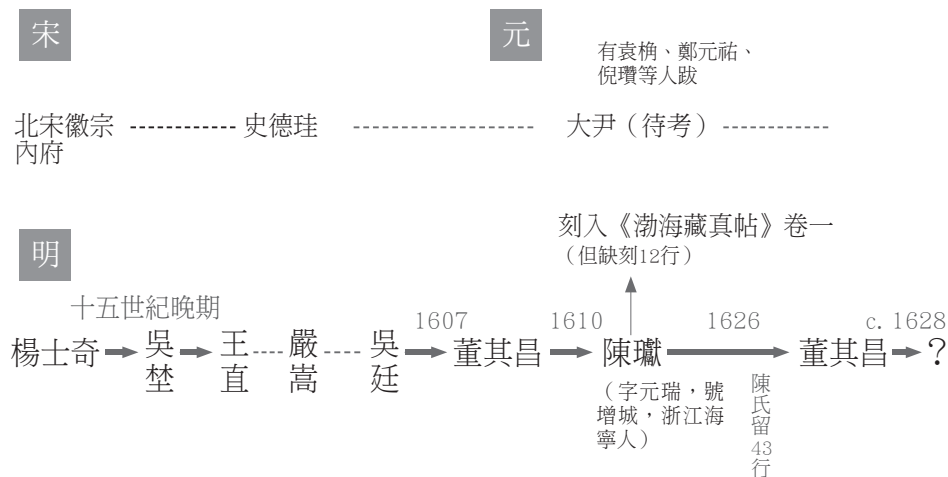 宋
元
有袁桷、鄭元祐、
倪瓚等人跋
北宋徽宗
內府
史德珪
大尹（待考）
明
刻入《渤海藏真帖》卷一
（但缺刻12行）
十五世紀晚期
楊士奇
吳埜
王直
嚴嵩
吳廷
1607
董其昌
1610
陳瓛
（字元瑞，號
增城，浙江海
寧人）
1626
陳氏留43行
董其昌
c. 1628
？